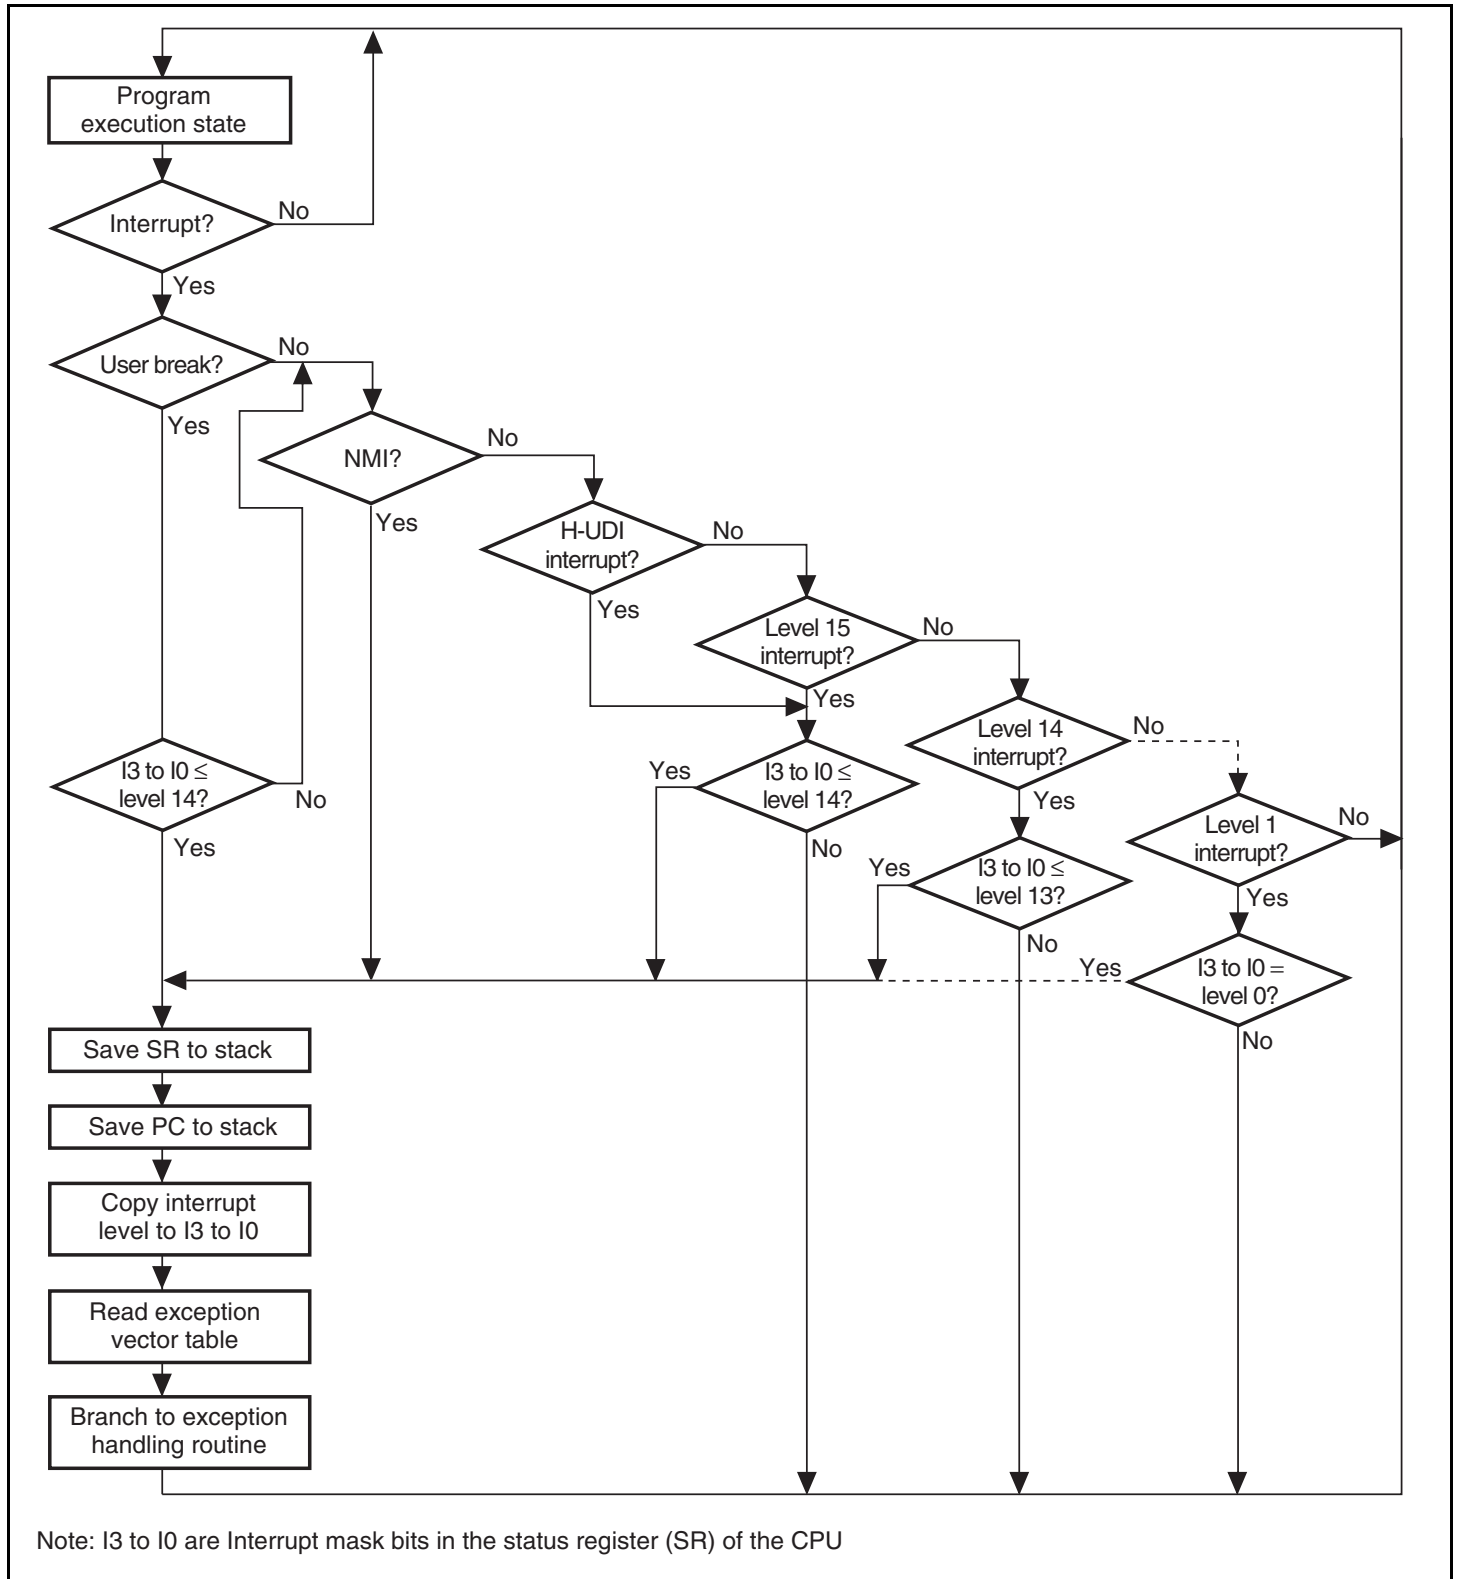 Program
execution state
Interrupt?
No
Yes
User break?
No
Yes
NMI?
No
Yes
H-UDI
interrupt?
No
Yes
Level 15
interrupt?
No
Yes
Level 14
interrupt?
No
Yes
I3 to I0 ≤
level 14?
No
Yes
I3 to I0 ≤
level 14?
Yes
No
Level 1
interrupt?
No
Yes
I3 to I0 ≤
level 13?
Yes
No
I3 to I0 =
level 0?
Yes
No
Save SR to stack
Save PC to stack
Copy interrupt
level to I3 to I0
Read exception
vector table
Branch to exception
handling routine
Note: I3 to I0 are Interrupt mask bits in the status register (SR) of the CPU